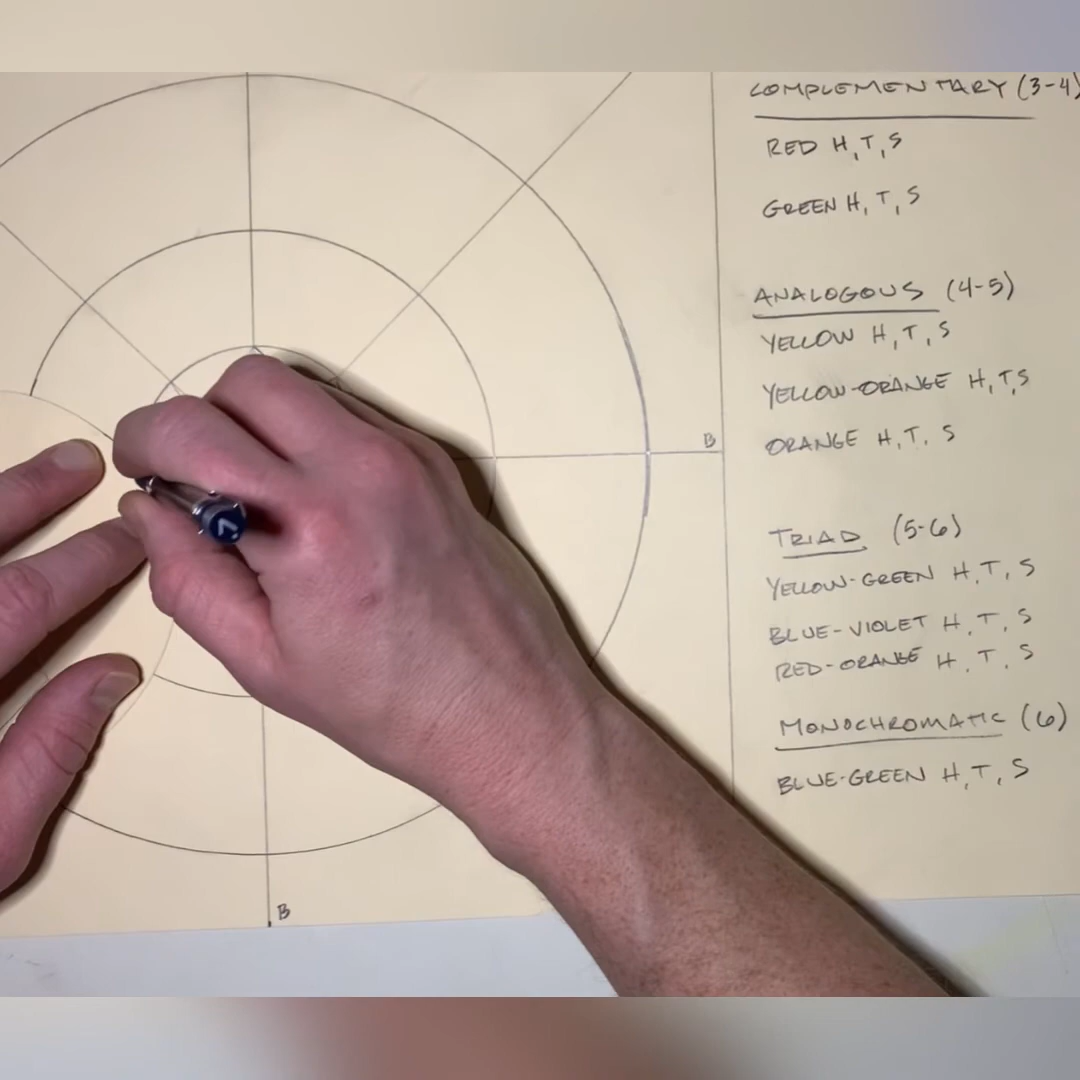 COMPLEMENTARY (3-4)
RED H, T, S
GREEN H, T, S
ANALOGOUS (4-5)
YELLOW H, T, S
YELLOW-ORANGE H, T, S
B
ORANGE H, T, S
TRIAD (5-6)
YELLOW-GREEN H, T, S
BLUE-VIOLET H, T, S
RED-ORANGE H, T, S
MONOCHROMATIC (6)
BLUE-GREEN H, T, S
B